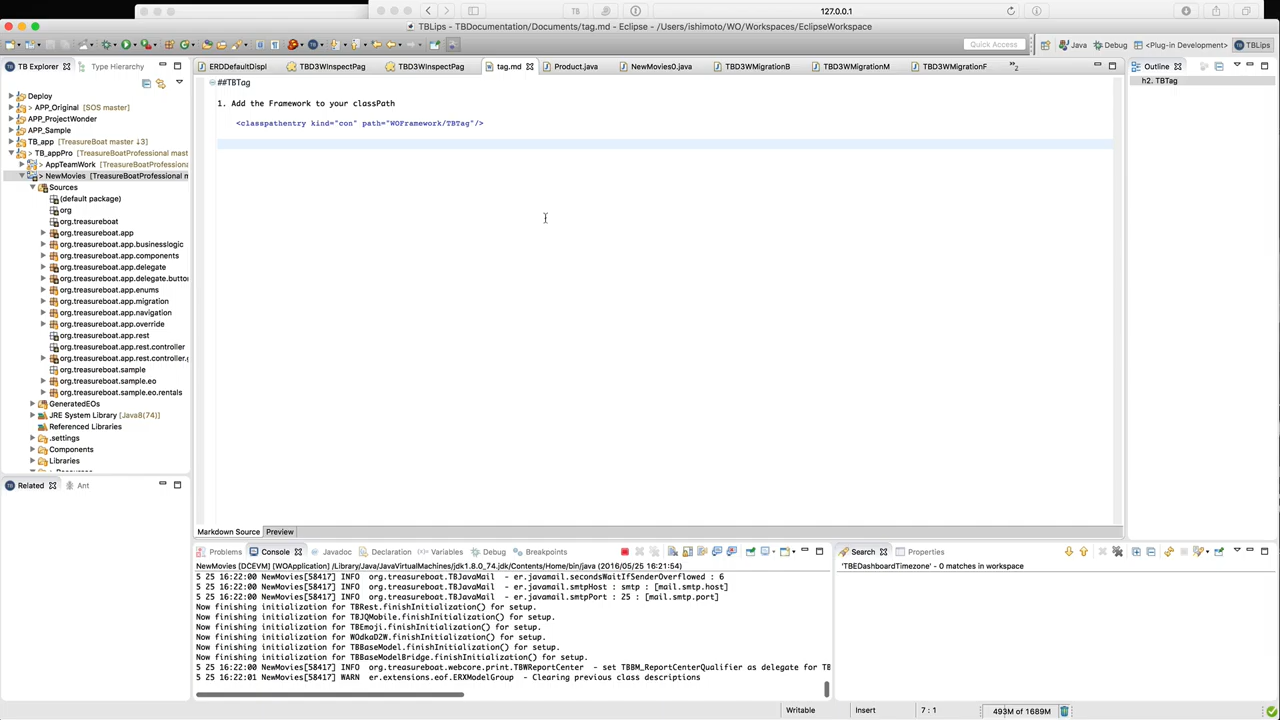 127.0.0.1
TBLips - TBDocumentation/Documents/tag.md - Eclipse - /Users/ishimoto/WO/Workspaces/EclipseWorkspace
Quick Access
Java
Debug
<Plug-in Development>
TBLips
TB Explorer
Type Hierarchy
ERDDefaultDispl
TBD3WInspectPag
TBD3WInspectPag
tag.md
Product.java
NewMovies0.java
TBD3WMigrationB
TBD3WMigrationM
TBD3WMigrationF
»2
Outline
h2. TBTag
Deploy
> APP_Original [SOS master]
APP_ProjectWonder
APP_Sample
TB_app [TreasureBoat master ↓3]
> TB_appPro [TreasureBoatProfessional mast
> AppTeamWork [TreasureBoatProfessiona
> NewMovies [TreasureBoatProfessional m
Sources
(default package)
org
org.treasureboat
org.treasureboat.app
org.treasureboat.app.businesslogic
org.treasureboat.app.components
org.treasureboat.app.delegate
org.treasureboat.app.delegate.butto
org.treasureboat.app.enums
org.treasureboat.app.migration
org.treasureboat.app.navigation
org.treasureboat.app.override
org.treasureboat.app.rest
org.treasureboat.app.rest.controller
org.treasureboat.app.rest.controller.
org.treasureboat.sample
org.treasureboat.sample.eo
org.treasureboat.sample.eo.rentals
GeneratedEOs
JRE System Library [Java8(74)]
Referenced Libraries
.settings
Components
Libraries
##TBTag
1. Add the Framework to your classPath
<classpathentry kind="con" path="WOFramework/TBTag"/>
Related
Ant
Markdown Source
Preview
Problems
Console
Javadoc
Declaration
Variables
Debug
Breakpoints
NewMovies [DCEVM] [WOApplication] /Library/Java/JavaVirtualMachines/jdk1.8.0_74.jdk/Contents/Home/bin/java (2016/05/25 16:21:54)
5 25 16:22:00 NewMovies[58417] INFO org.treasureboat.TBJavaMail - er.javamail.secondsWaitIfSenderOverflowed : 6
5 25 16:22:00 NewMovies[58417] INFO org.treasureboat.TBJavaMail - er.javamail.smtpHost : smtp : [mail.smtp.host]
5 25 16:22:00 NewMovies[58417] INFO org.treasureboat.TBJavaMail - er.javamail.smtpPort : 25 : [mail.smtp.port]
Now finishing initialization for TBRest.finishInitialization() for setup.
Now finishing initialization for TBJQMobile.finishInitialization() for setup.
Now finishing initialization for TBEmoji.finishInitialization() for setup.
Now finishing initialization for WOdkaD2W.finishInitialization() for setup.
Now finishing initialization for TBBaseModel.finishInitialization() for setup.
Now finishing initialization for TBBaseModelBridge.finishInitialization() for setup.
5 25 16:22:00 NewMovies[58417] INFO org.treasureboat.webcore.print.TBWReportCenter - set TBBM_ReportCenterQualifier as delegate for TB
5 25 16:22:01 NewMovies[58417] WARN er.extensions.eof.ERXModelGroup - Clearing previous class descriptions
Search
Properties
'TBEDashboardTimezone' - 0 matches in workspace
Writable
Insert
7 : 1
493M of 1689M